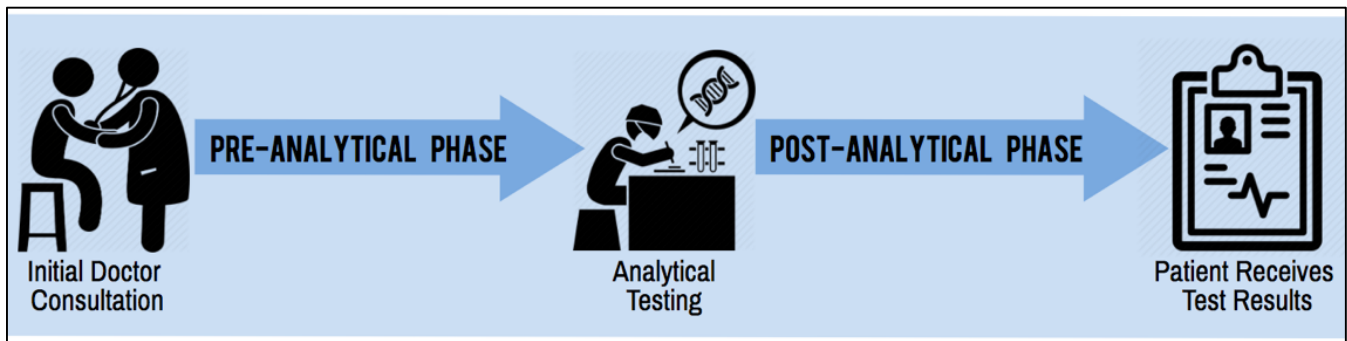 PRE-ANALYTICAL PHASE
POST-ANALYTICAL PHASE
Initial Doctor
Consultation
Analytical
Testing
Patient Receives
Test Results